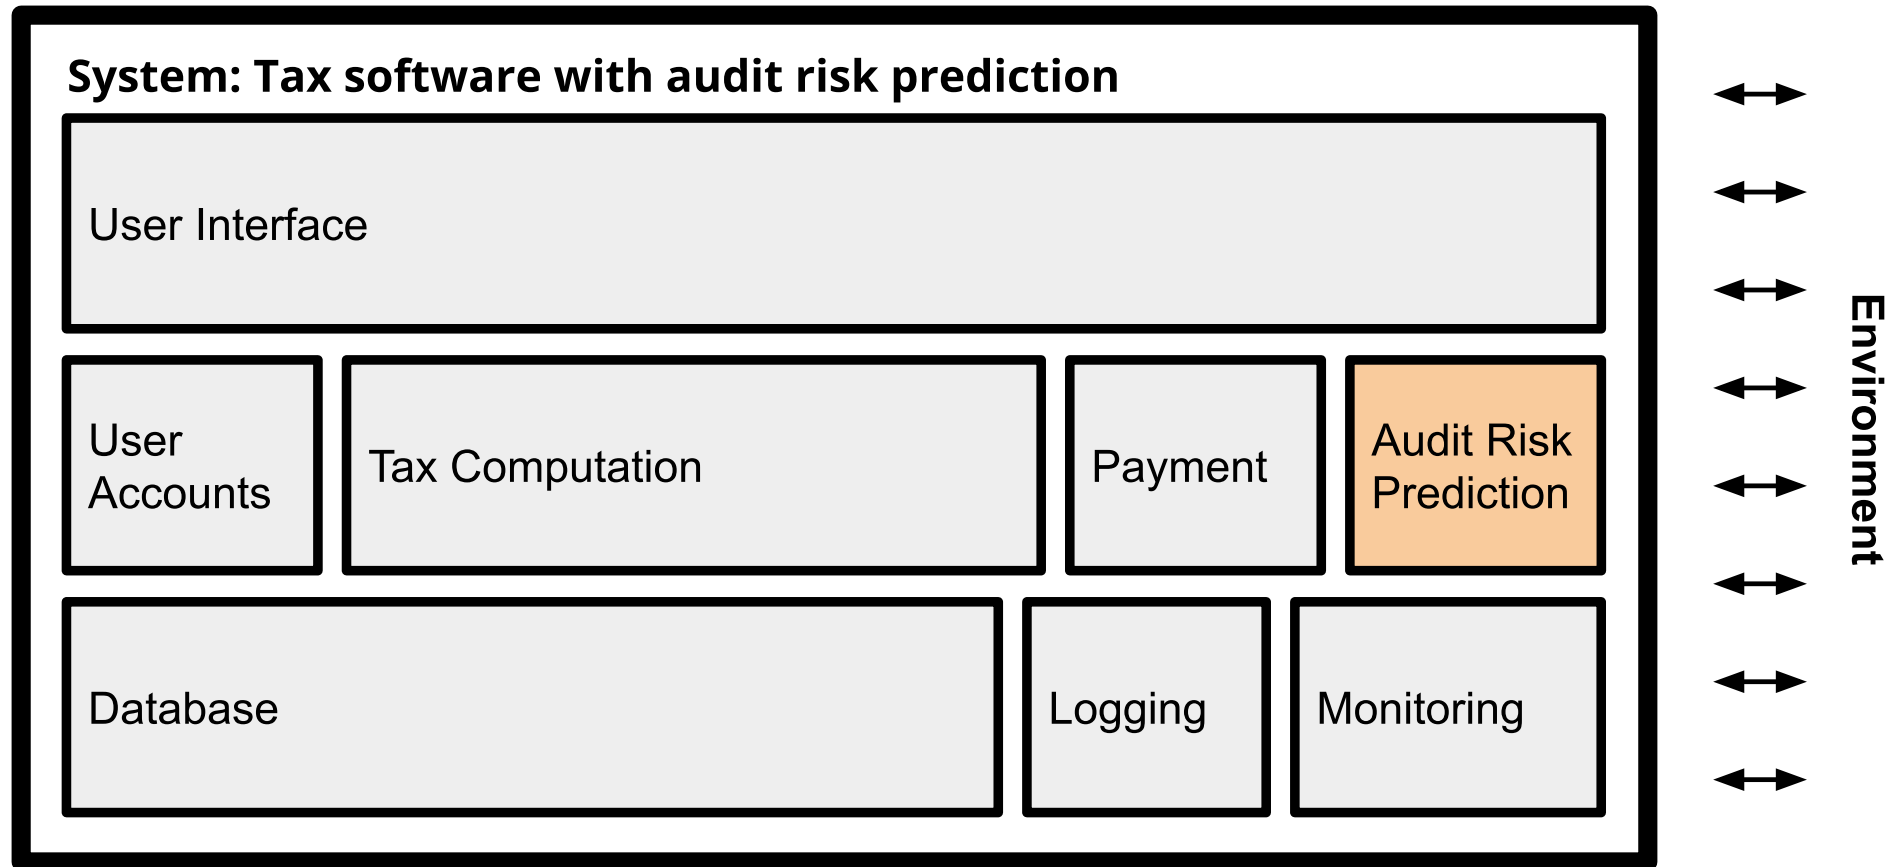 System: Tax software with audit risk prediction
User Interface
User
Accounts
Tax Computation
Payment
Audit Risk
Prediction
Database
Logging
Monitoring
Environment